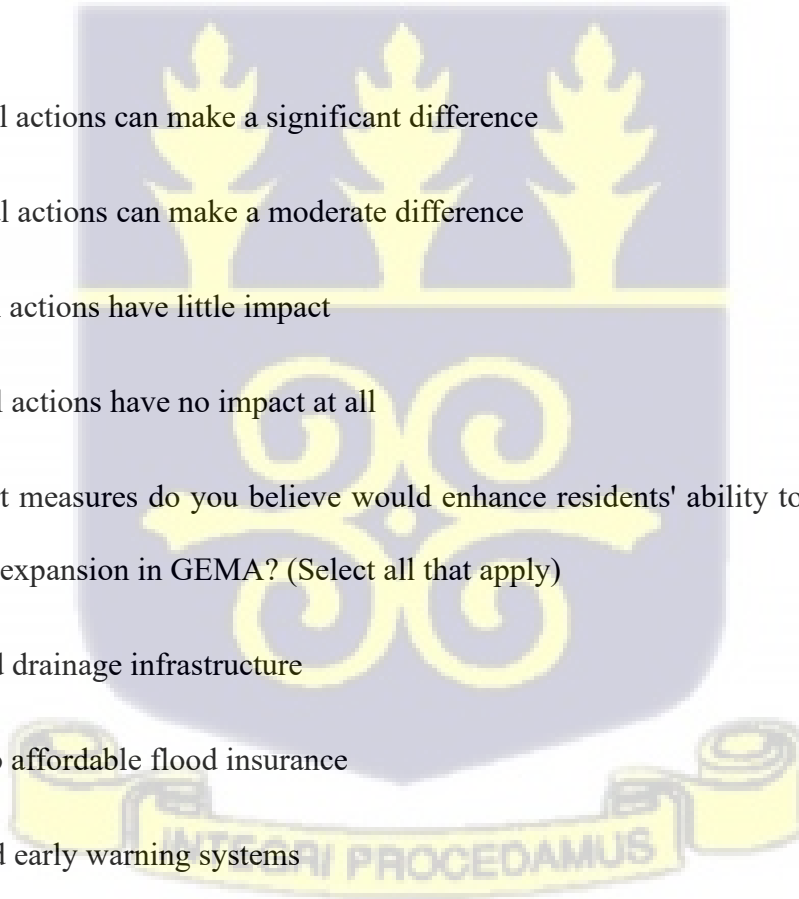 l actions can make a significant difference
l actions can make a moderate difference
actions have little impact
l actions have no impact at all
t measures do you believe would enhance residents' ability to
expansion in GEMA? (Select all that apply)
d drainage infrastructure
o affordable flood insurance
d early warning systems
INTEGRI PROCEDAMUS